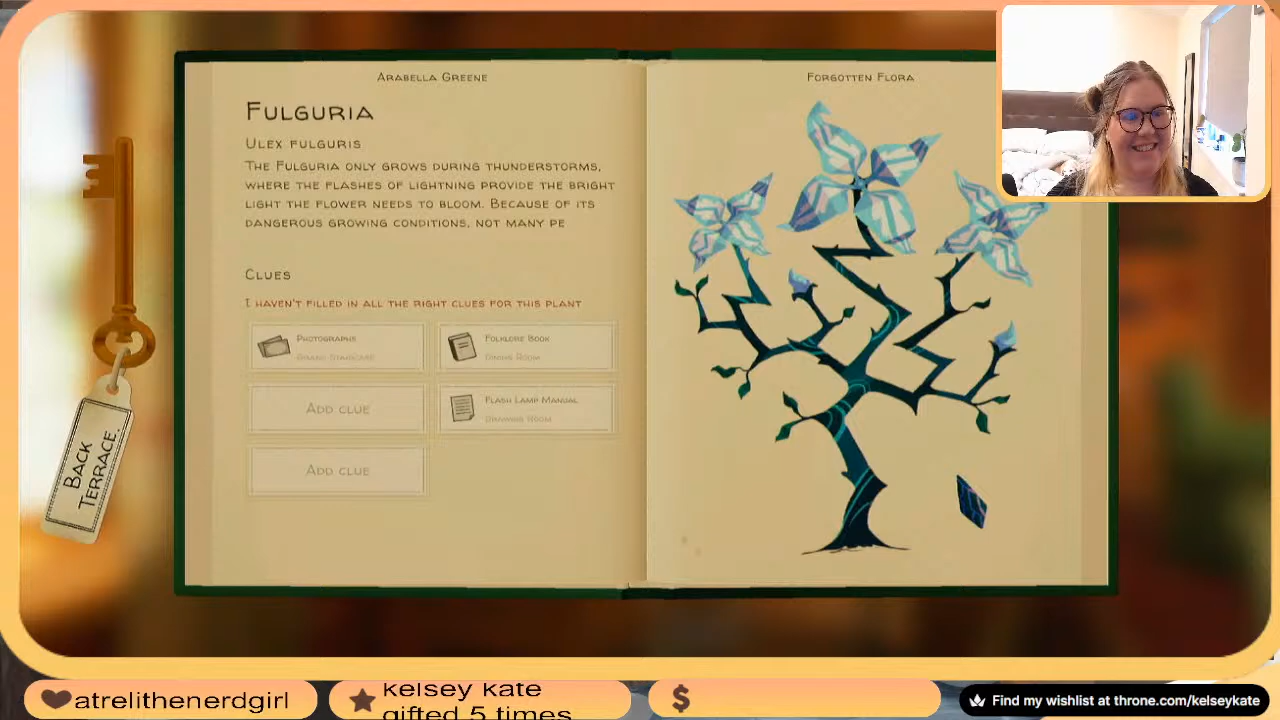 Arabella Greene
Fulguria
Ulex fulguris
The Fulguria only grows during thunderstorms,
where the flashes of lightning provide the bright
light the flower needs to bloom. Because of its
dangerous growing conditions, not many pe
Clues
I haven't filled in all the right clues for this plant
Photographs
Grand Staircase
Folklore Book
Dining Room
Add clue
Flash Lamp Manual
Drawing Room
Add clue
Forgotten Flora
Back
Terrace.
atrelithenerdgirl
kelsey kate
gifted 5 times
$
Find my wishlist at throne.com/kelseykate